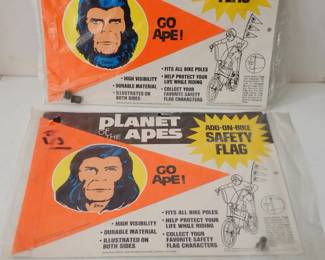 FLAG
GO APE!
• HIGH VISIBILITY
• DURABLE MATERIAL
• ILLUSTRATED ON
BOTH SIDES
• FITS ALL BIKE POLES
• HELP PROTECT YOUR
LIFE WHILE RIDING
• COLLECT YOUR
FAVORITE SAFETY
FLAG CHARACTERS
PLANET
OF THE APES
ADD-ON-BIKE
SAFETY
FLAG
GO APE!
• HIGH VISIBILITY
• DURABLE MATERIAL
• ILLUSTRATED ON
BOTH SIDES
• FITS ALL BIKE POLES
• HELP PROTECT YOUR
LIFE WHILE RIDING
• COLLECT YOUR
FAVORITE SAFETY
FLAG CHARACTERS